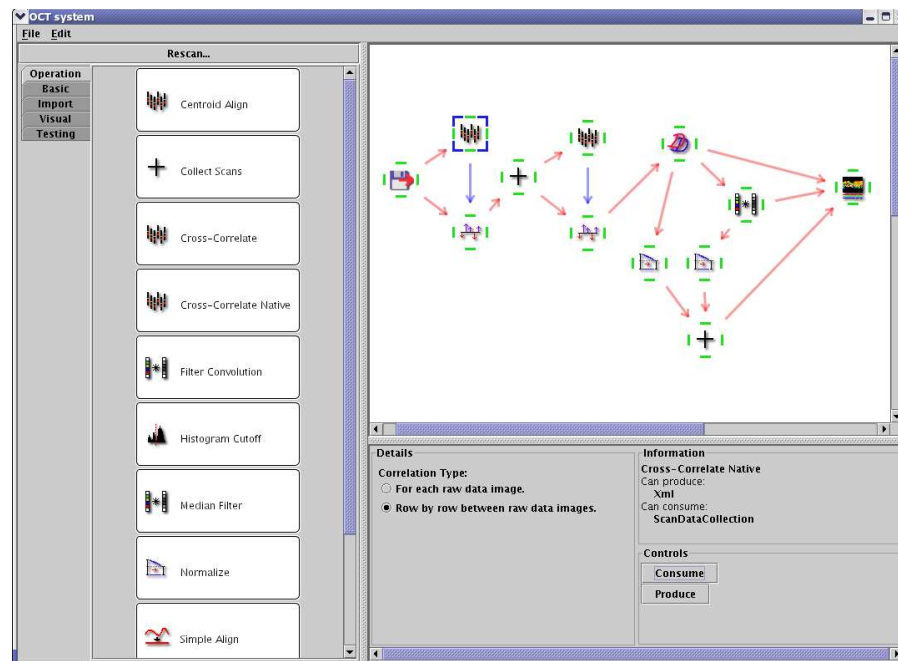 OCT system
File Edit
Rescan...
Operation
Basic
Import
Visual
Testing
Centroid Align
Collect Scans
Cross-Correlate
Cross-Correlate Native
Filter Convolution
Histogram Cutoff
Median Filter
Normalize
Simple Align
Details
Correlation Type:
For each raw data image.
Row by row between raw data images.
Information
Cross-Correlate Native
Can produce:
Xml
Can consume:
ScanDataCollection
Controls
Consume
Produce